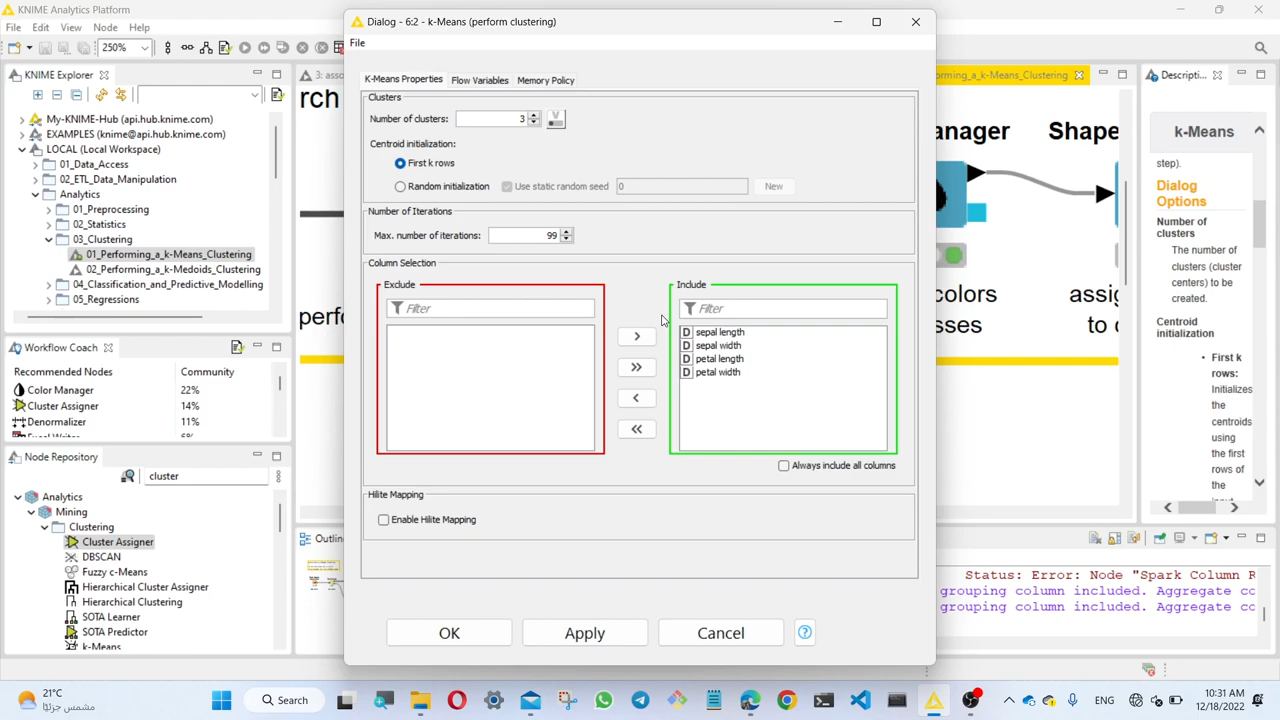 KNIME Analytics Platform
File Edit View Node Help
250%
KNIME Explorer
My-KNIME-Hub (api.hub.knime.com)
EXAMPLES (knime@api.hub.knime.com)
LOCAL (Local Workspace)
01_Data_Access
02_ETL_Data_Manipulation
Analytics
01_Preprocessing
02_Statistics
03_Clustering
01_Performing_a_k-Means_Clustering
02_Performing_a_k-Medoids_Clustering
04_Classification_and_Predictive_Modelling
05_Regressions
Workflow Coach
Recommended Nodes Community
Color Manager 22%
Cluster Assigner 14%
Denormalizer 11%
Excel Writer 6%
Node Repository
cluster
Analytics
Mining
Clustering
Cluster Assigner
DBSCAN
Fuzzy c-Means
Hierarchical Cluster Assigner
Hierarchical Clustering
SOTA Learner
SOTA Predictor
k-Means
3: asso
rch
perfo
Outline
Dialog - 6:2 - k-Means (perform clustering)
File
K-Means Properties Flow Variables Memory Policy
Clusters
Number of clusters: 3
V
Centroid initialization:
First k rows
Random initialization Use static random seed 0 New
Number of Iterations
Max. number of iterations: 99
Column Selection
Exclude
Filter
>
>>
<
<<
Include
Filter
D sepal length
D sepal width
D petal length
D petal width
Always include all columns
Hilite Mapping
Enable Hilite Mapping
OK Apply Cancel ?
orming_a_k-Means_Clustering
anager Shape
colors assig
sses to c
Descripti...
k-Means
step).
Dialog
Options
Number of
clusters
The number of
clusters (cluster
centers) to be
created.
Centroid
initialization
• First k
rows:
Initializes
the
centroids
using
the first
rows of
the
Status: Error: Node "Spark Column R
grouping column included. Aggregate co
grouping column included. Aggregate co
21°C
مشمس جزئيًا
Search
ENG
10:31 AM
12/18/2022